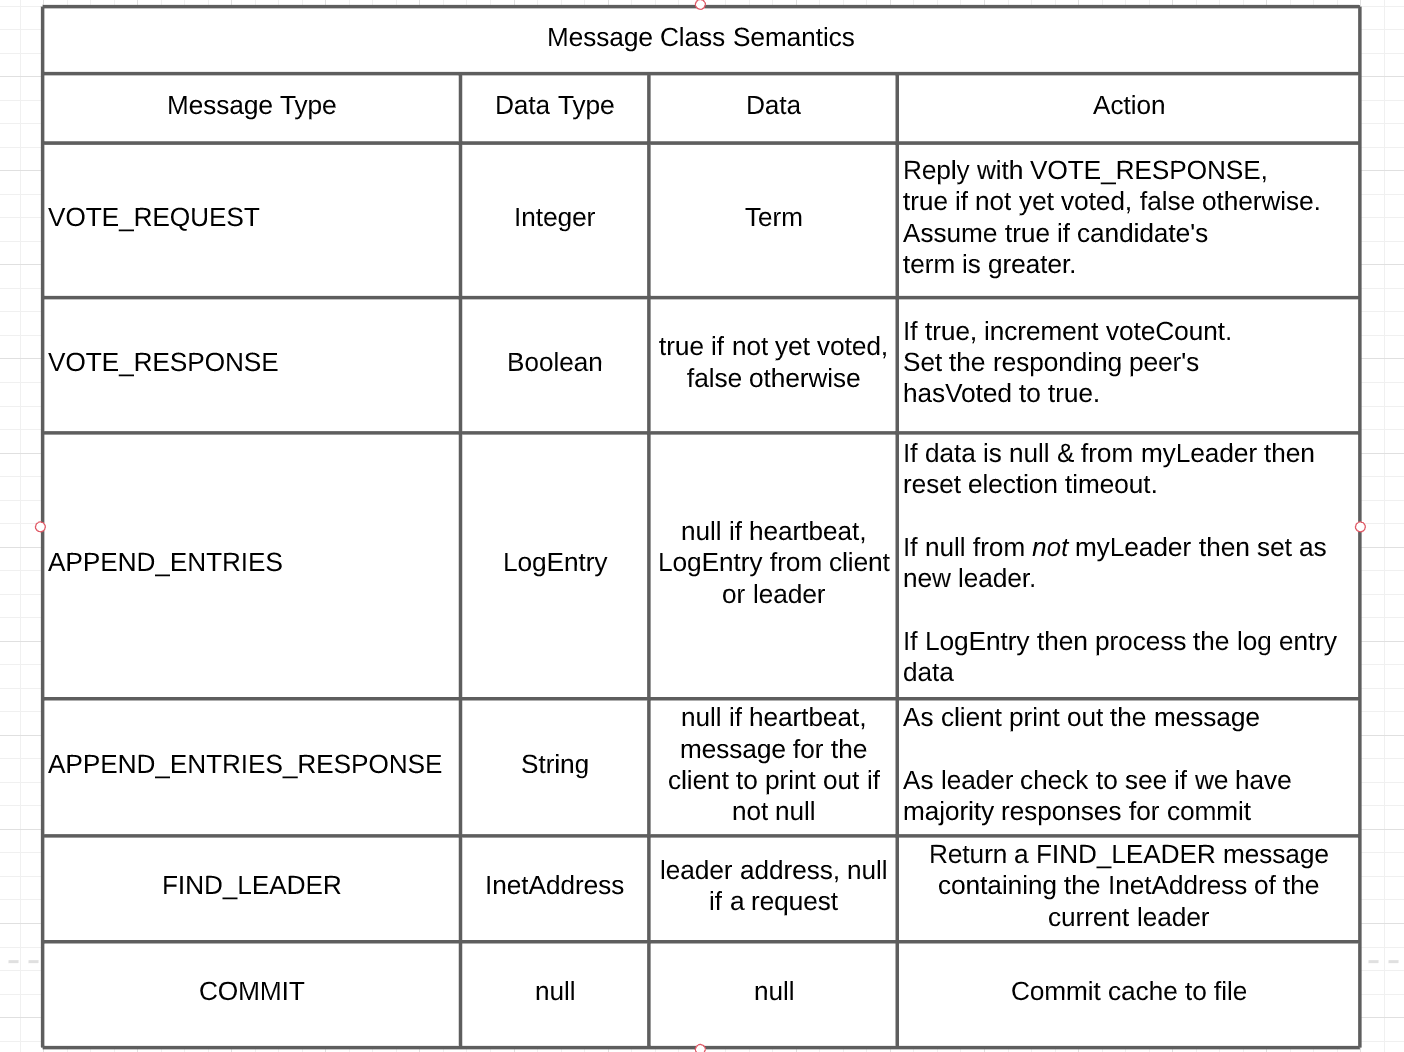 Message Class Semantics
Message Type
Data Type
Data
Action
VOTE_REQUEST
Integer
Term
Reply with VOTE_RESPONSE,
true if not yet voted, false otherwise.
Assume true if candidate's
term is greater.
VOTE_RESPONSE
Boolean
true if not yet voted,
false otherwise
If true, increment voteCount.
Set the responding peer's
hasVoted to true.
APPEND_ENTRIES
LogEntry
null if heartbeat,
LogEntry from client
or leader
If data is null & from myLeader then
reset election timeout.
If null from not myLeader then set as
new leader.
If LogEntry then process the log entry
data
APPEND_ENTRIES_RESPONSE
String
null if heartbeat,
message for the
client to print out if
not null
As client print out the message
As leader check to see if we have
majority responses for commit
FIND_LEADER
InetAddress
leader address, null
if a request
Return a FIND_LEADER message
containing the InetAddress of the
current leader
COMMIT
null
null
Commit cache to file